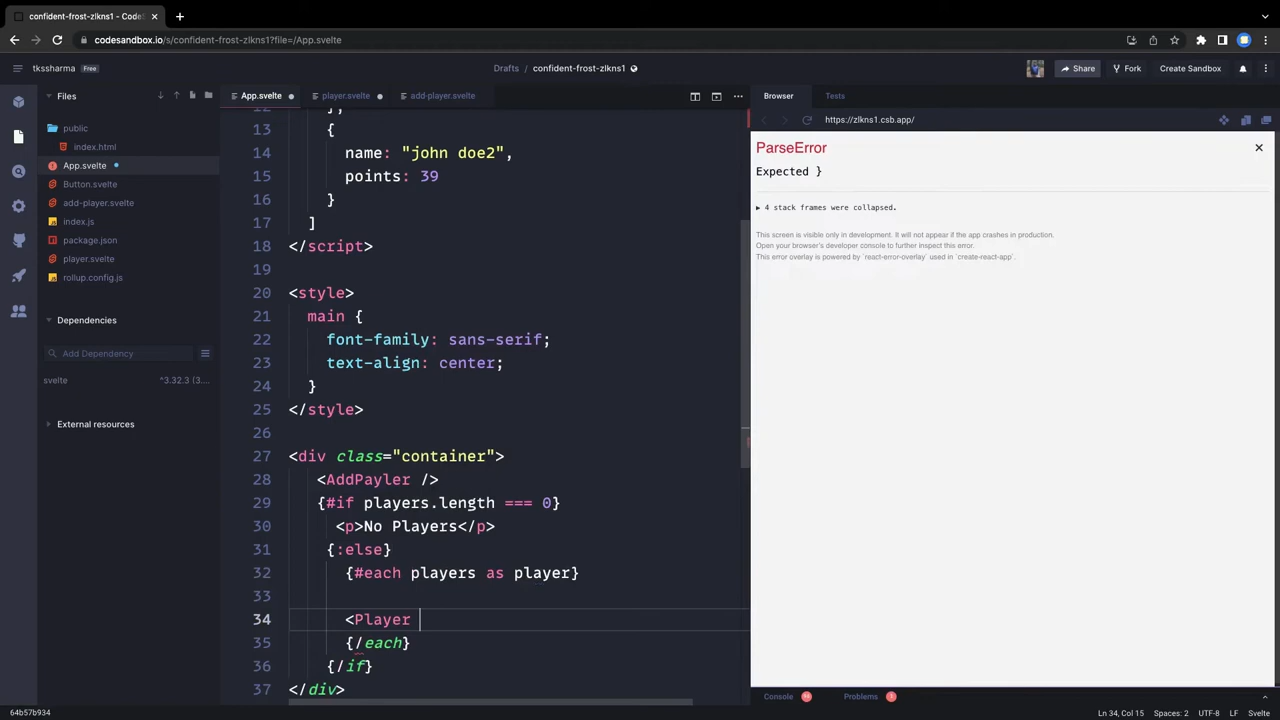 confident-frost-zlkns1 - CodeS
codesandbox.io/s/confident-frost-zlkns1?file=/App.svelte
tkssharma Free
Drafts / confident-frost-zlkns1
Share
Fork
Create Sandbox
Files
public
index.html
App.svelte
Button.svelte
add-player.svelte
index.js
package.json
player.svelte
rollup.config.js
Dependencies
Add Dependency
svelte ^3.32.3 (3....
External resources
64b57b934
App.svelte player.svelte add-player.svelte
12 },
13 {
14 name: "john doe2",
15 points: 39
16 }
17 ]
18 </script>
19
20 <style>
21 main {
22 font-family: sans-serif;
23 text-align: center;
24 }
25 </style>
26
27 <div class="container">
28 <AddPayler />
29 {#if players.length === 0}
30 <p>No Players</p>
31 {:else}
32 {#each players as player}
33
34 <Player
35 {/each}
36 {/if}
37 </div>
Browser Tests
https://zlkns1.csb.app/
ParseError
Expected }
▶ 4 stack frames were collapsed.
This screen is visible only in development. It will not appear if the app crashes in production.
Open your browser's developer console to further inspect this error.
This error overlay is powered by `react-error-overlay` used in `create-react-app`.
Console
Problems 1
Ln 34, Col 15 Spaces: 2 UTF-8 LF Svelte